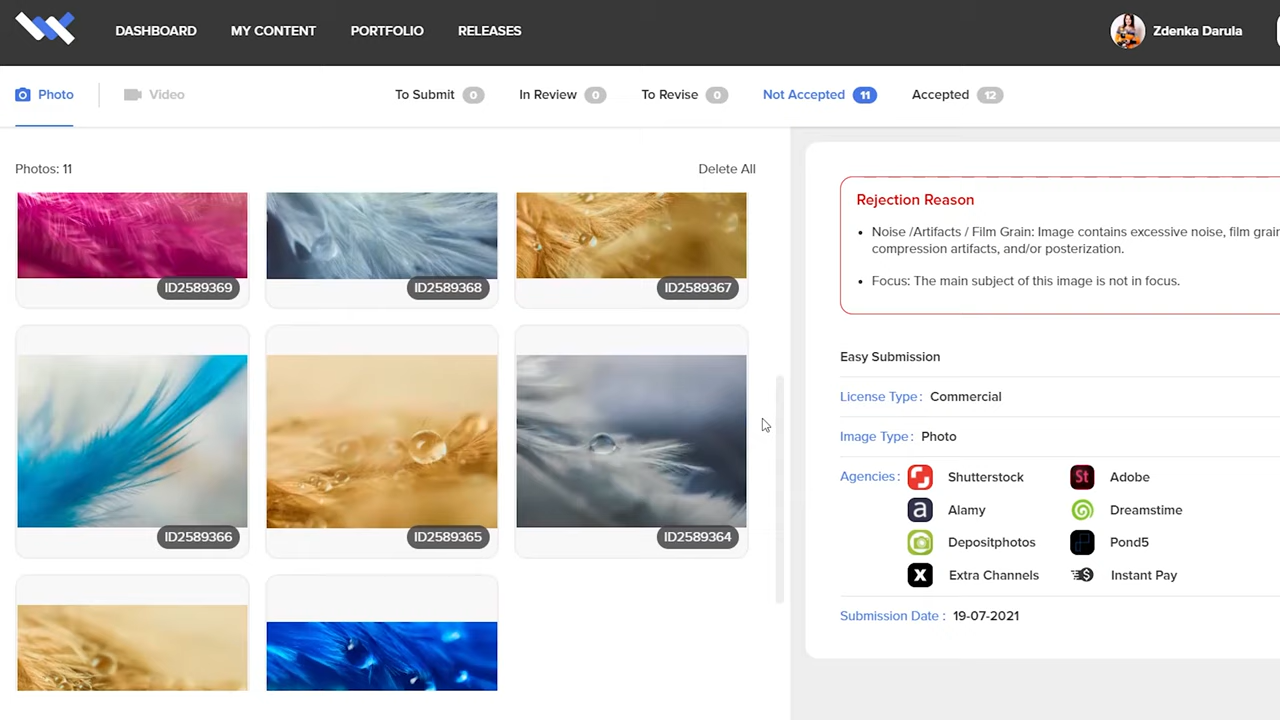 DASHBOARD MY CONTENT PORTFOLIO RELEASES Zdenka Darula
Photo Video To Submit 0 In Review 0 To Revise 0 Not Accepted 11 Accepted 12
Photos: 11 Delete All
ID2589369 ID2589368 ID2589367
ID2589366 ID2589365 ID2589364
Rejection Reason
• Noise /Artifacts / Film Grain: Image contains excessive noise, film grain
compression artifacts, and/or posterization.
• Focus: The main subject of this image is not in focus.
Easy Submission
License Type: Commercial
Image Type: Photo
Agencies: Shutterstock St Adobe
a Alamy Dreamstime
Depositphotos Pond5
X Extra Channels Instant Pay
Submission Date : 19-07-2021